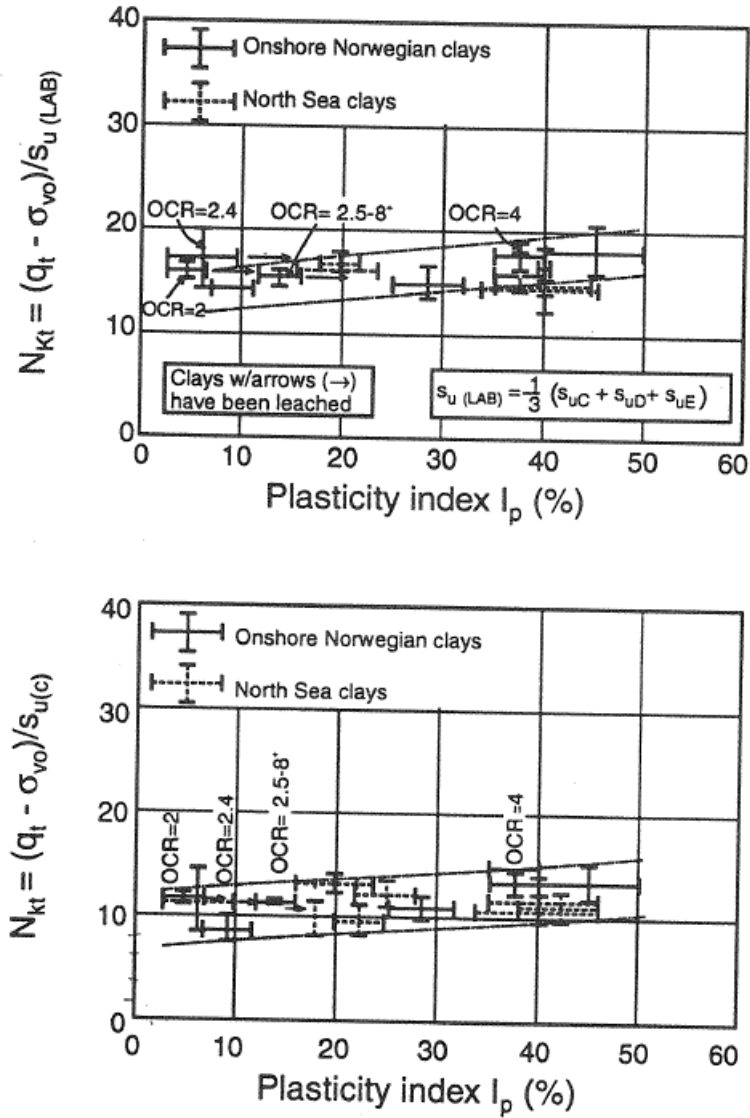 40
Onshore Norwegian clays
North Sea clays
30
N_Kt = (q_t - σ_vo)/s_u (LAB)
OCR=2.4
OCR= 2.5-8+
OCR=4
20
OCR=2
10
Clays w/arrows (→)
have been leached
s_u (LAB) = 1/3 (s_uC + s_uD+ s_uE)
0
0 10 20 30 40 50 60
Plasticity index I_p (%)
40
Onshore Norwegian clays
North Sea clays
30
N_kt = (q_t - σ_vo)/s_u(c)
20
OCR=2
OCR=2.4
OCR= 2.5-8+
OCR=4
10
0
0 10 20 30 40 50 60
Plasticity index I_p (%)